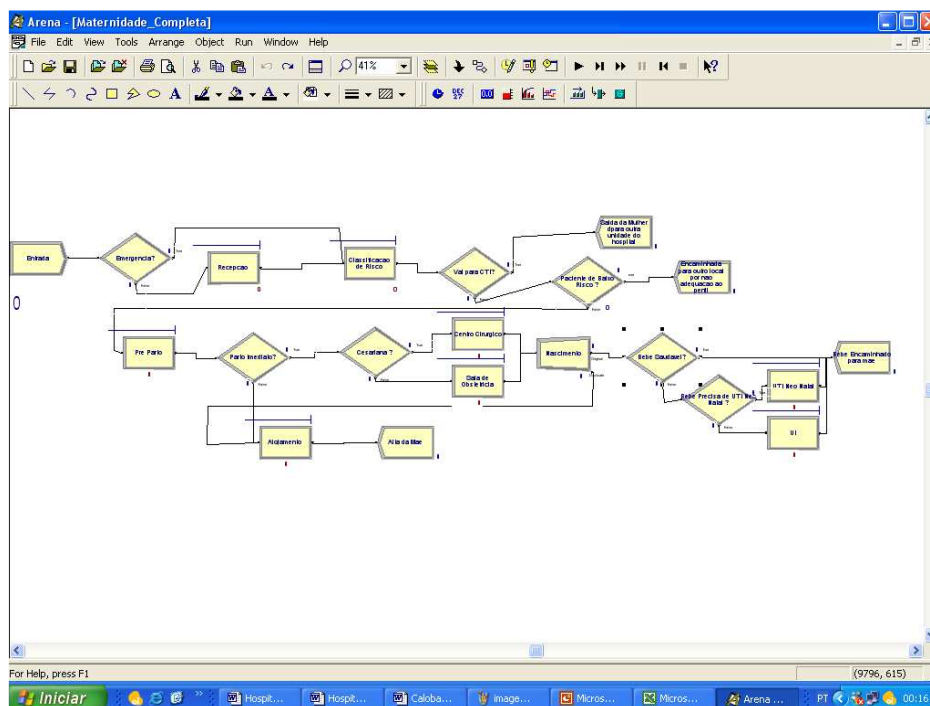 Arena - [Maternidade_Completa]
File Edit View Tools Arrange Object Run Window Help
41%
Entrada
Emergencia?
True
False
Recepcao
Classificacao
de Risco
Vai para CTI?
True
False
Saida da Mulher
dpara outra
unidade do
hospital
Paciente de Baixo
Risco ?
True
False
Encaminhada
para outro local
por nao
adequacao ao
perfil
0
0
0
0
Pre Parto
Parto Imediato?
True
False
Cesariana ?
True
False
Centro Cirurgico
Sala de
Obstetricia
Nascimento
Original
Duplicate
Bebe Saudavel?
True
False
Bebe Encaminhado
para mae
Bebe Precisa de UTI Neo
Natal ?
True
False
UTI Neo Natal
UI
Alojamento
Alta da Mae
For Help, press F1
(9796, 615)
Iniciar
Hospit...
Hospit...
Caloba...
image...
Micros...
Micros...
Arena ...
PT
00:16